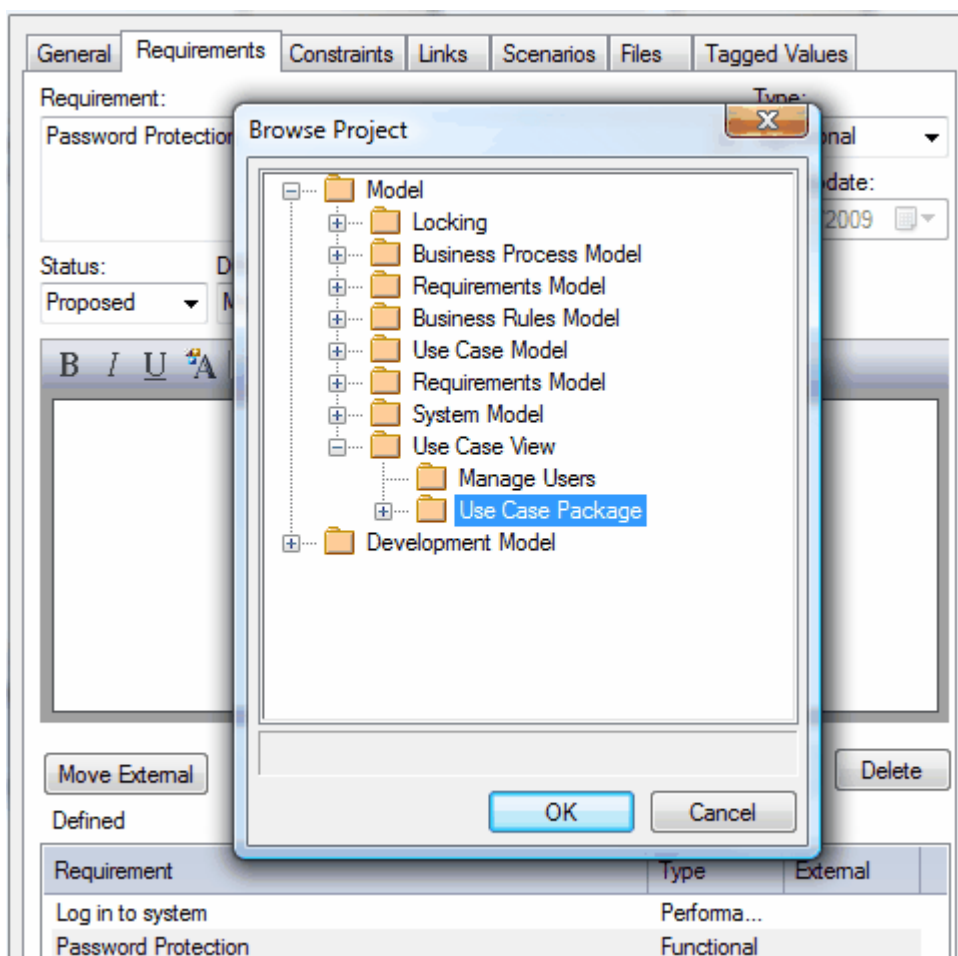 General Requirements Constraints Links Scenarios Files Tagged Values
Requirement: Type:
Password Protection
Browse Project
Model
Locking
Business Process Model
Requirements Model
Business Rules Model
Use Case Model
Requirements Model
System Model
Use Case View
Manage Users
Use Case Package
Development Model
2009
Status:
Proposed
B I U A
Move External
Delete
OK Cancel
Defined
Requirement Type External
Log in to system Performa...
Password Protection Functional